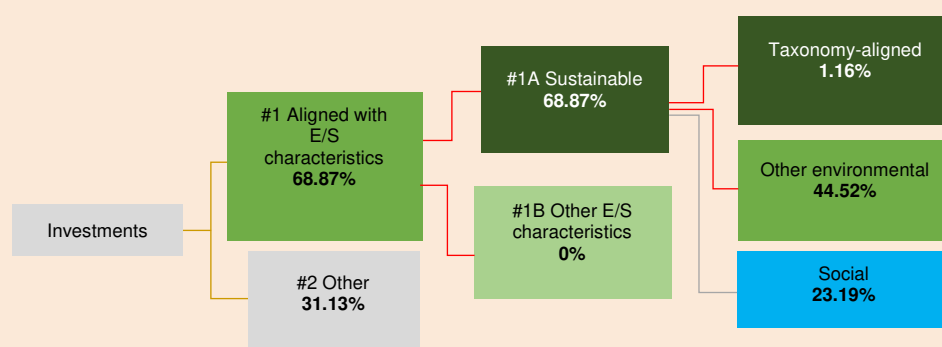 Investments
#1 Aligned with
E/S
characteristics
68.87%
#2 Other
31.13%
#1A Sustainable
68.87%
#1B Other E/S
characteristics
0%
Taxonomy-aligned
1.16%
Other environmental
44.52%
Social
23.19%